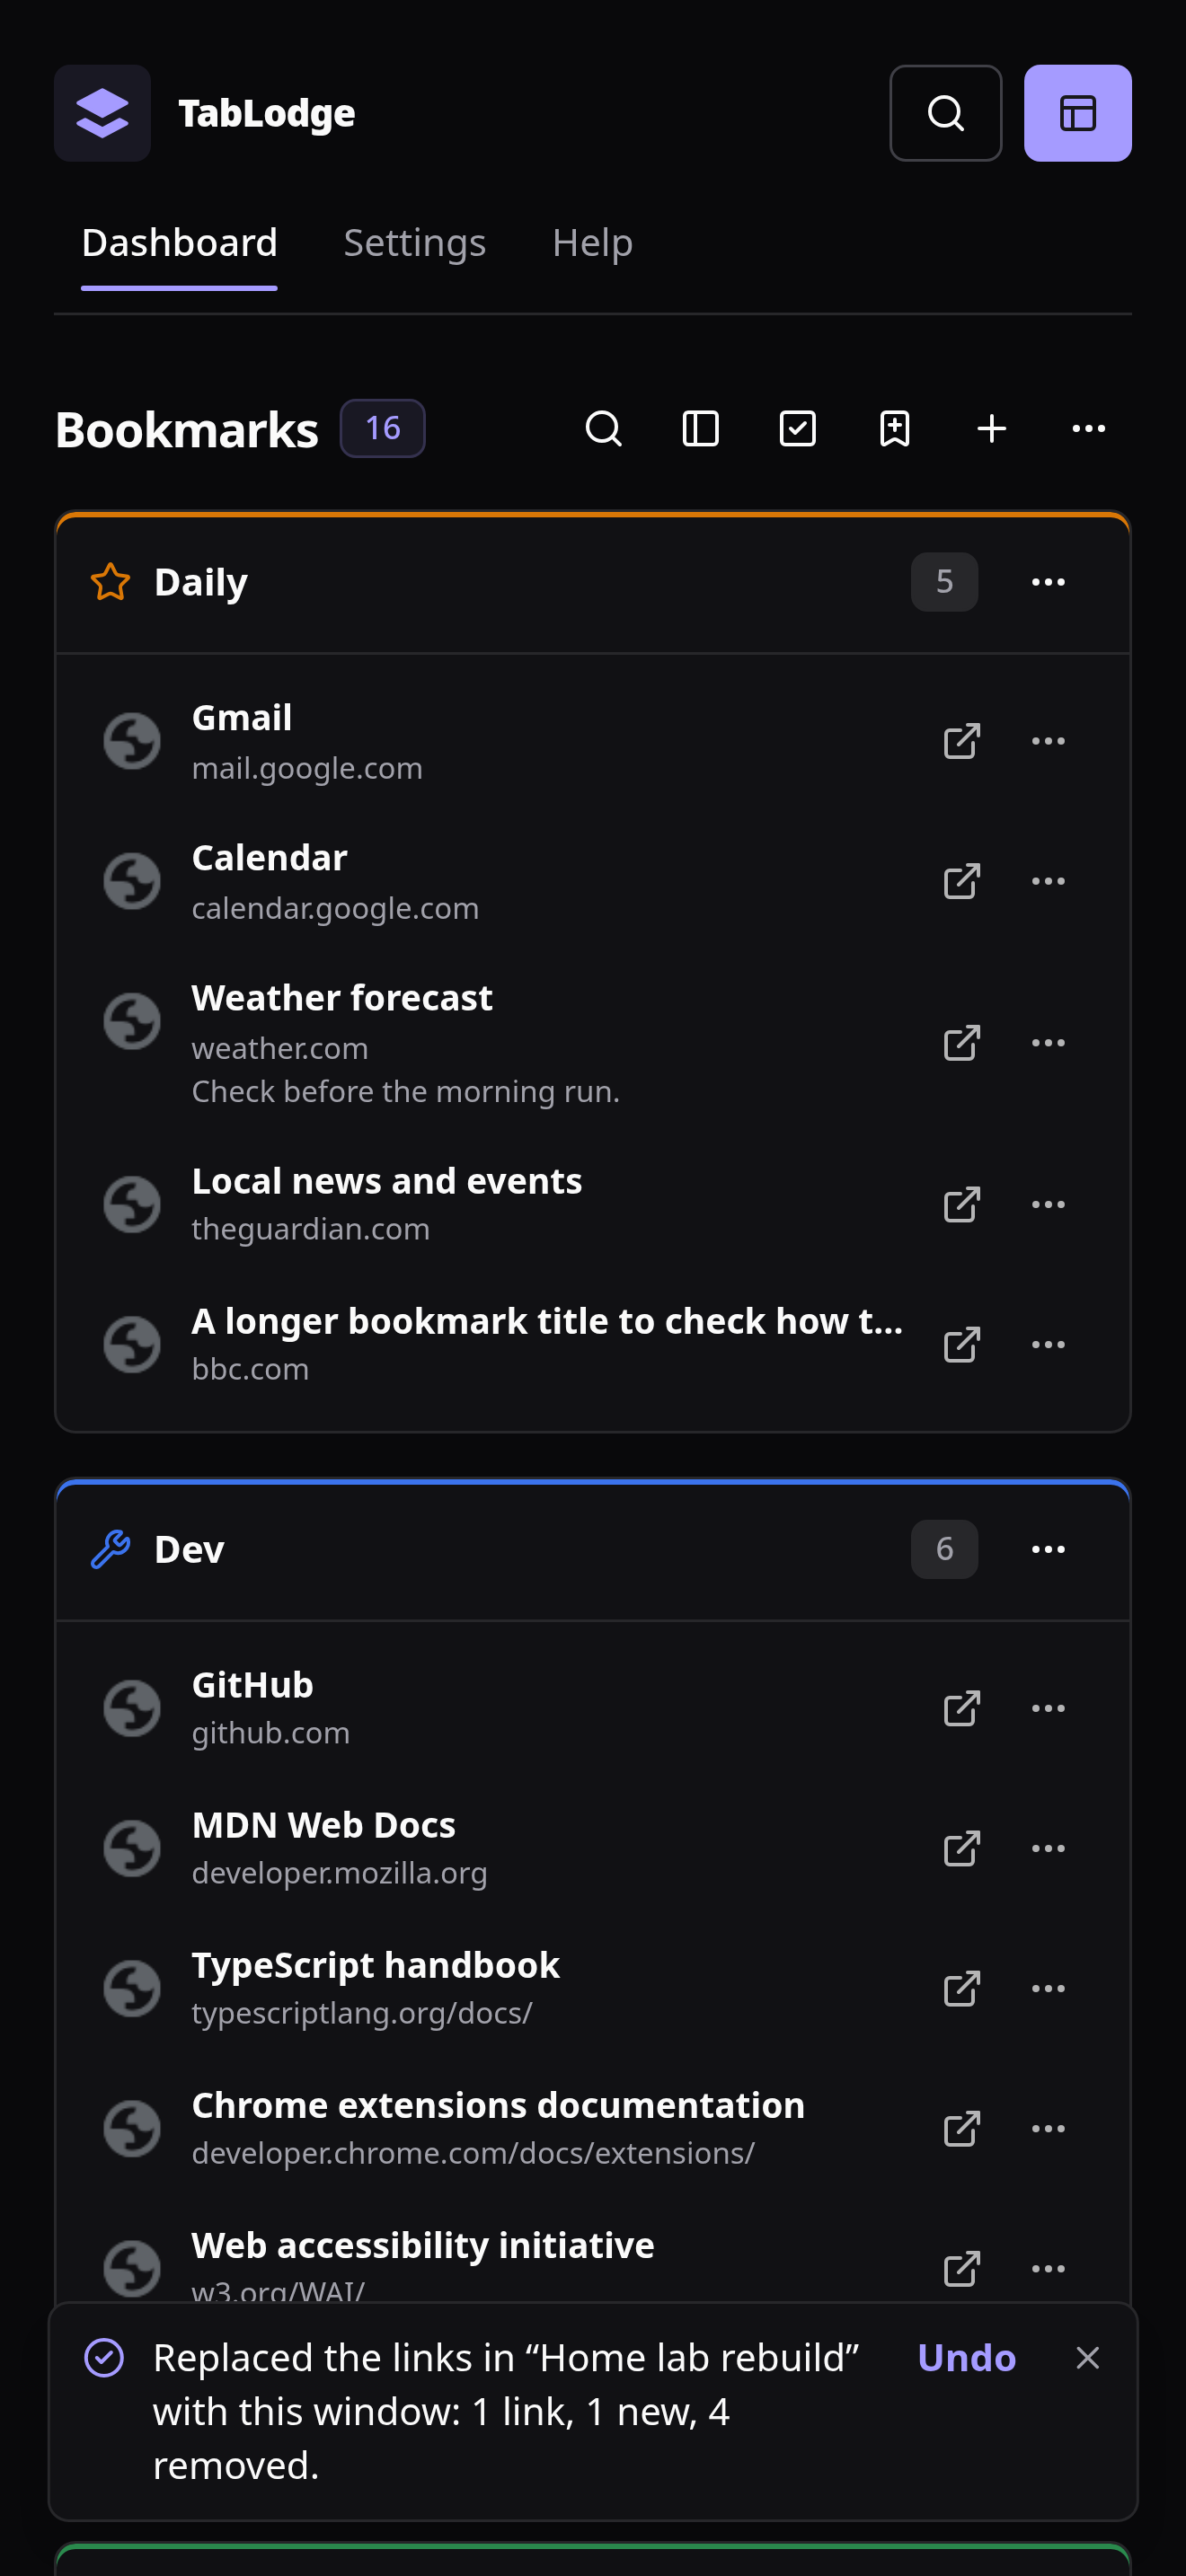 TabLodge
Dashboard Settings Help
Bookmarks 16
Daily 5
Gmail
mail.google.com
Calendar
calendar.google.com
Weather forecast
weather.com
Check before the morning run.
Local news and events
theguardian.com
A longer bookmark title to check how t...
bbc.com
Dev 6
GitHub
github.com
MDN Web Docs
developer.mozilla.org
TypeScript handbook
typescriptlang.org/docs/
Chrome extensions documentation
developer.chrome.com/docs/extensions/
Web accessibility initiative
w3.org/WAI/
Replaced the links in “Home lab rebuild” Undo
with this window: 1 link, 1 new, 4
removed.